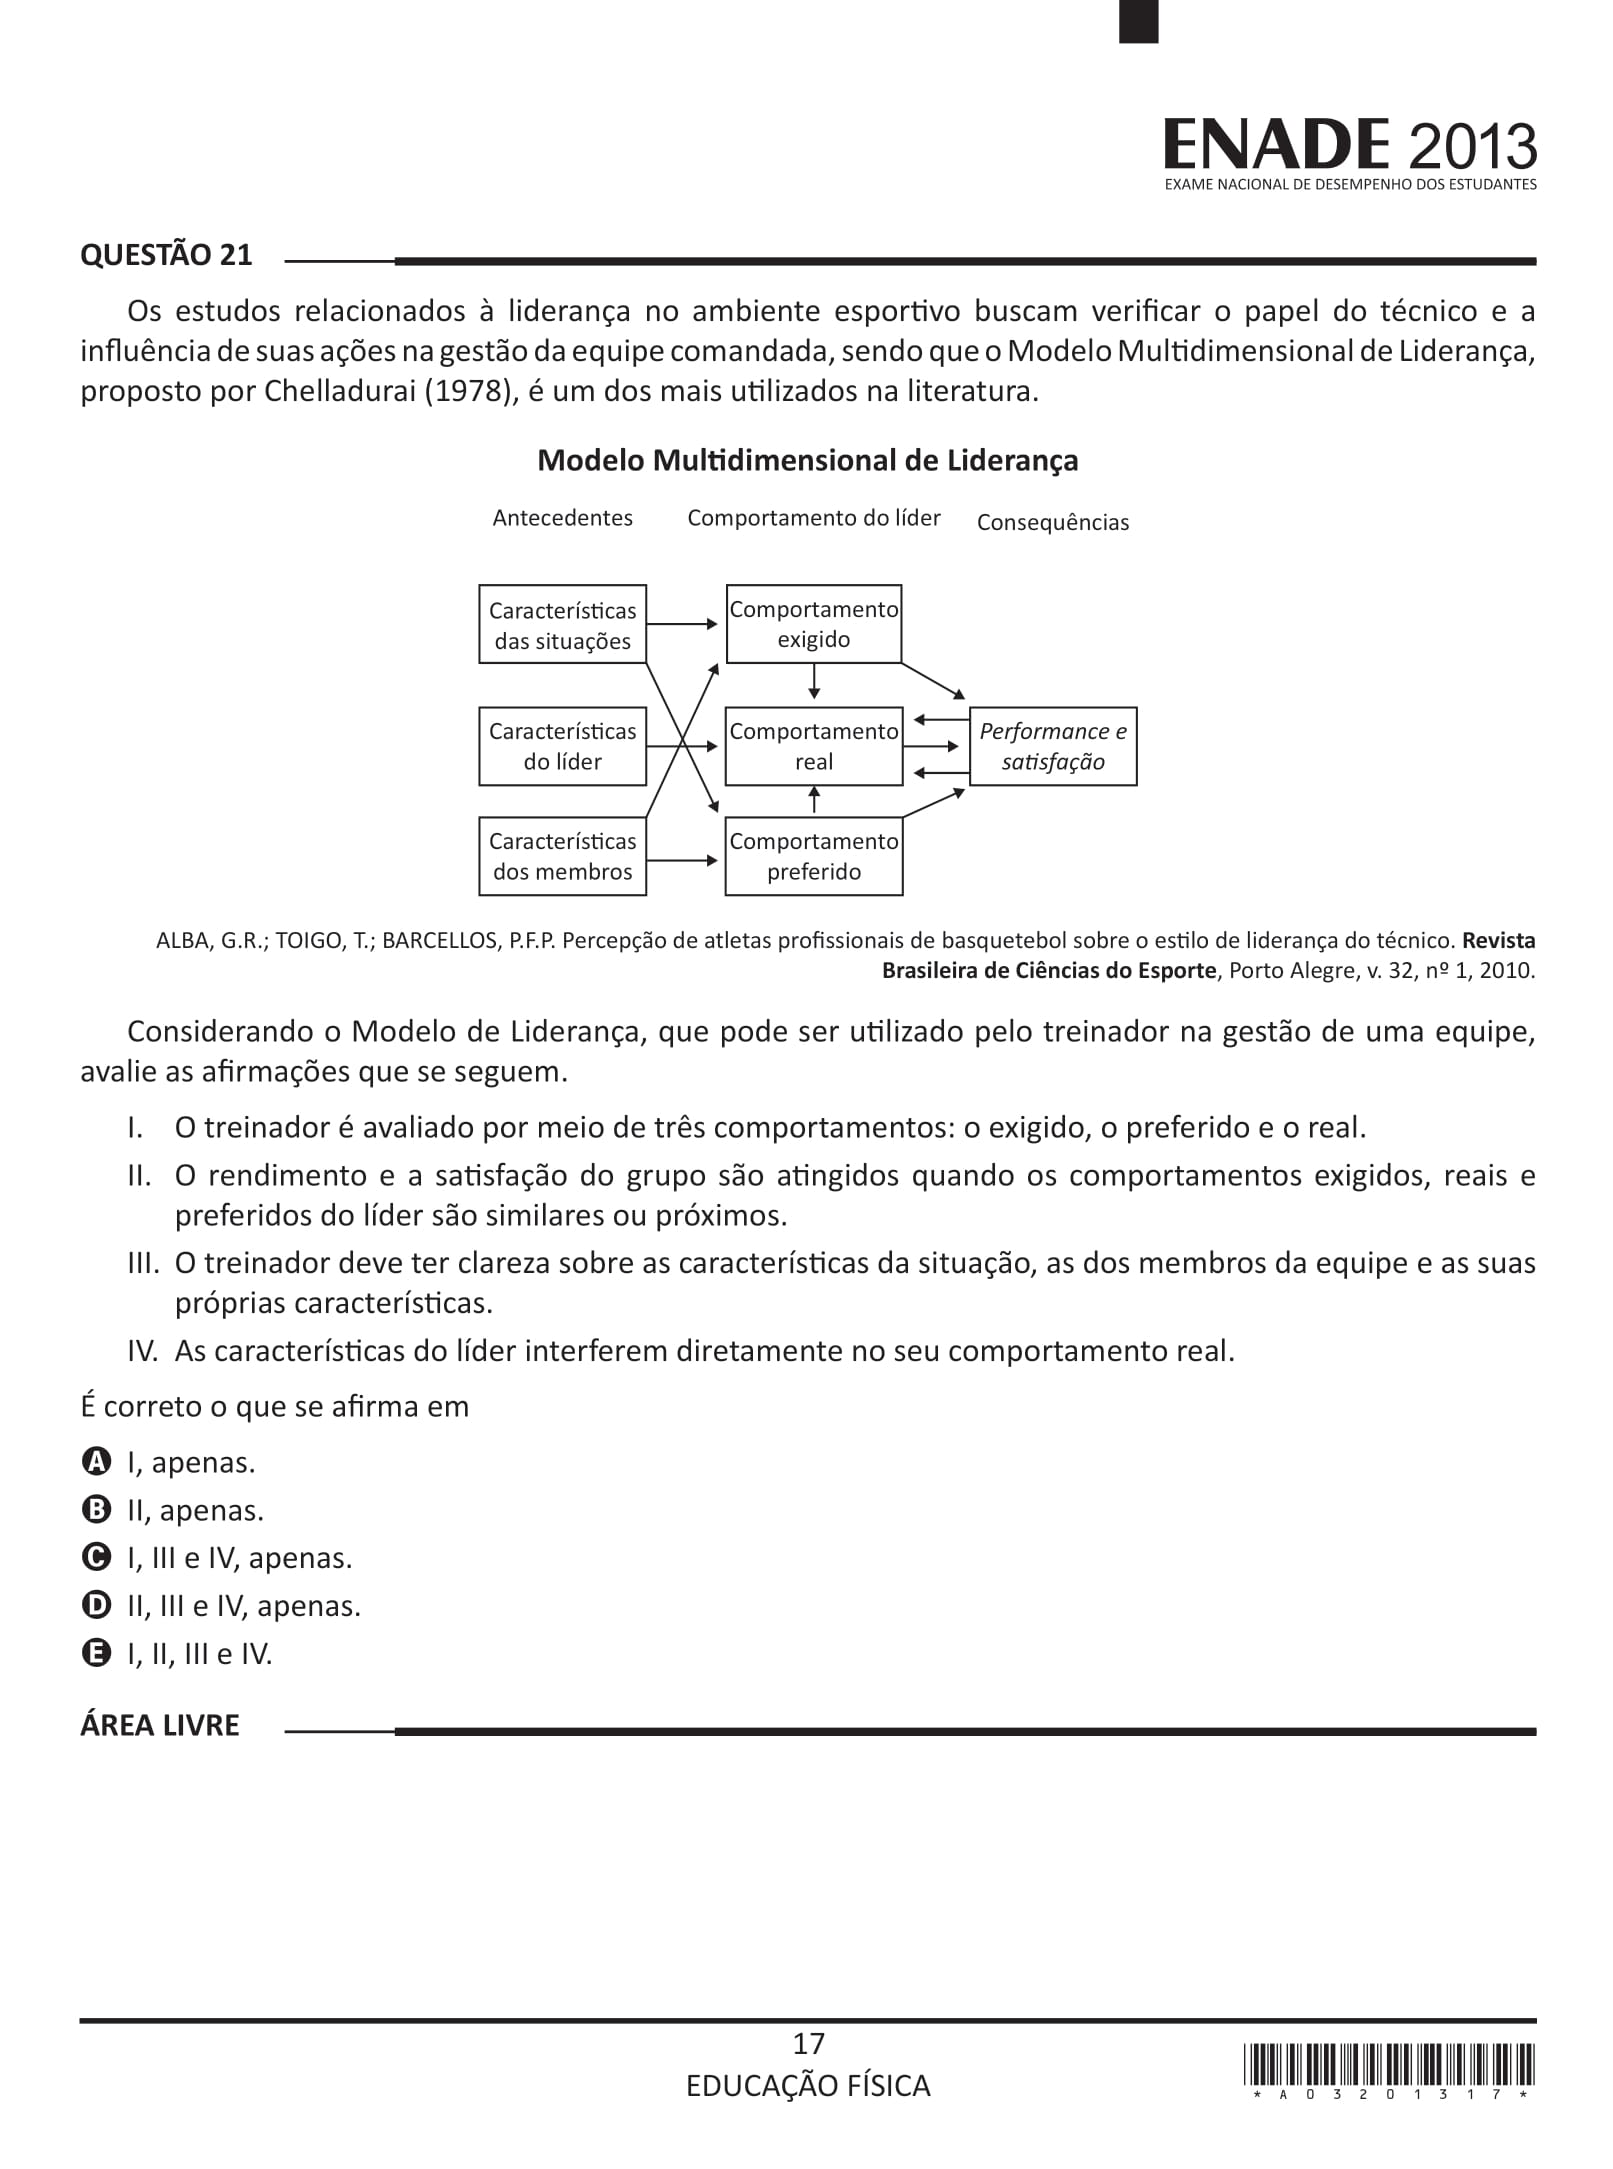 ENADE 2013
EXAME NACIONAL DE DESEMPENHO DOS ESTUDANTES
QUESTÃO 21
Os estudos relacionados à liderança no ambiente esportivo buscam verificar o papel do técnico e a
influência de suas ações na gestão da equipe comandada, sendo que o Modelo Multidimensional de Liderança,
proposto por Chelladurai (1978), é um dos mais utilizados na literatura.
Modelo Multidimensional de Liderança
Antecedentes Comportamento do líder Consequências
Características
das situações
Comportamento
exigido
Características
do líder
Comportamento
real
Performance e
satisfação
Características
dos membros
Comportamento
preferido
ALBA, G.R.; TOIGO, T.; BARCELLOS, P.F.P. Percepção de atletas profissionais de basquetebol sobre o estilo de liderança do técnico. Revista
Brasileira de Ciências do Esporte, Porto Alegre, v. 32, nº 1, 2010.
Considerando o Modelo de Liderança, que pode ser utilizado pelo treinador na gestão de uma equipe,
avalie as afirmações que se seguem.
I. O treinador é avaliado por meio de três comportamentos: o exigido, o preferido e o real.
II. O rendimento e a satisfação do grupo são atingidos quando os comportamentos exigidos, reais e
preferidos do líder são similares ou próximos.
III. O treinador deve ter clareza sobre as características da situação, as dos membros da equipe e as suas
próprias características.
IV. As características do líder interferem diretamente no seu comportamento real.
É correto o que se afirma em
A I, apenas.
B II, apenas.
C I, III e IV, apenas.
D II, III e IV, apenas.
E I, II, III e IV.
ÁREA LIVRE
17
EDUCAÇÃO FÍSICA
* A 0 3 2 0 1 3 1 7 *